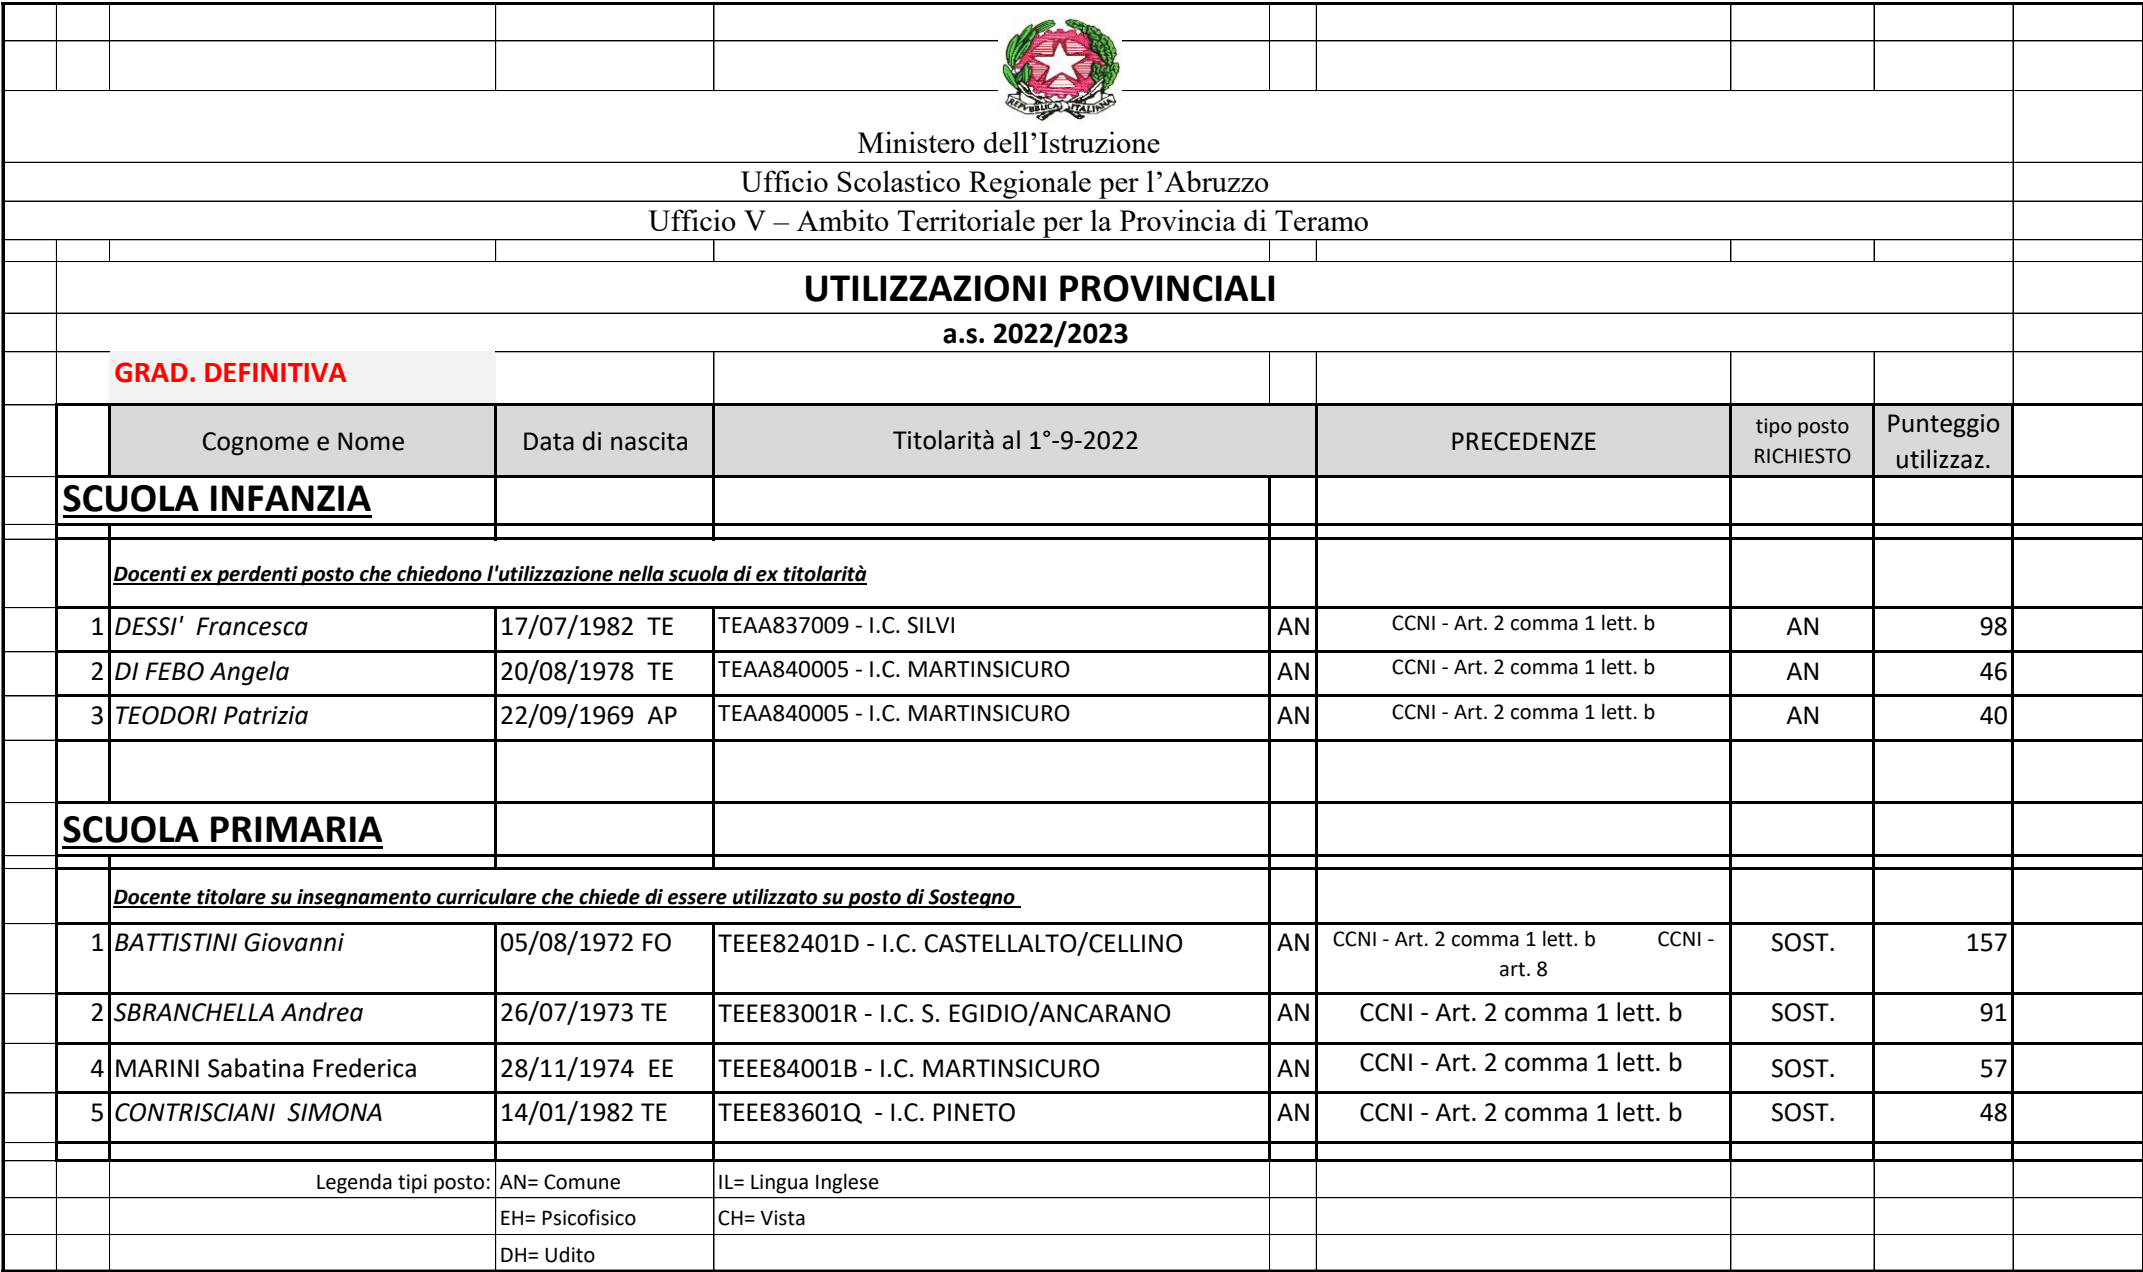 REPVBBLICA ITALIANA
Ministero dell’Istruzione
Ufficio Scolastico Regionale per l’Abruzzo
Ufficio V – Ambito Territoriale per la Provincia di Teramo
UTILIZZAZIONI PROVINCIALI
a.s. 2022/2023
GRAD. DEFINITIVA
Cognome e Nome Data di nascita Titolarità al 1°-9-2022 PRECEDENZE tipo posto RICHIESTO Punteggio utilizzaz.
SCUOLA INFANZIA
Docenti ex perdenti posto che chiedono l'utilizzazione nella scuola di ex titolarità
1 DESSI' Francesca 17/07/1982 TE TEAA837009 - I.C. SILVI AN CCNI - Art. 2 comma 1 lett. b AN 98
2 DI FEBO Angela 20/08/1978 TE TEAA840005 - I.C. MARTINSICURO AN CCNI - Art. 2 comma 1 lett. b AN 46
3 TEODORI Patrizia 22/09/1969 AP TEAA840005 - I.C. MARTINSICURO AN CCNI - Art. 2 comma 1 lett. b AN 40
SCUOLA PRIMARIA
Docente titolare su insegnamento curriculare che chiede di essere utilizzato su posto di Sostegno
1 BATTISTINI Giovanni 05/08/1972 FO TEEE82401D - I.C. CASTELLALTO/CELLINO AN CCNI - Art. 2 comma 1 lett. b CCNI - art. 8 SOST. 157
2 SBRANCHELLA Andrea 26/07/1973 TE TEEE83001R - I.C. S. EGIDIO/ANCARANO AN CCNI - Art. 2 comma 1 lett. b SOST. 91
4 MARINI Sabatina Frederica 28/11/1974 EE TEEE84001B - I.C. MARTINSICURO AN CCNI - Art. 2 comma 1 lett. b SOST. 57
5 CONTRISCIANI SIMONA 14/01/1982 TE TEEE83601Q - I.C. PINETO AN CCNI - Art. 2 comma 1 lett. b SOST. 48
Legenda tipi posto: AN= Comune IL= Lingua Inglese
EH= Psicofisico CH= Vista
DH= Udito